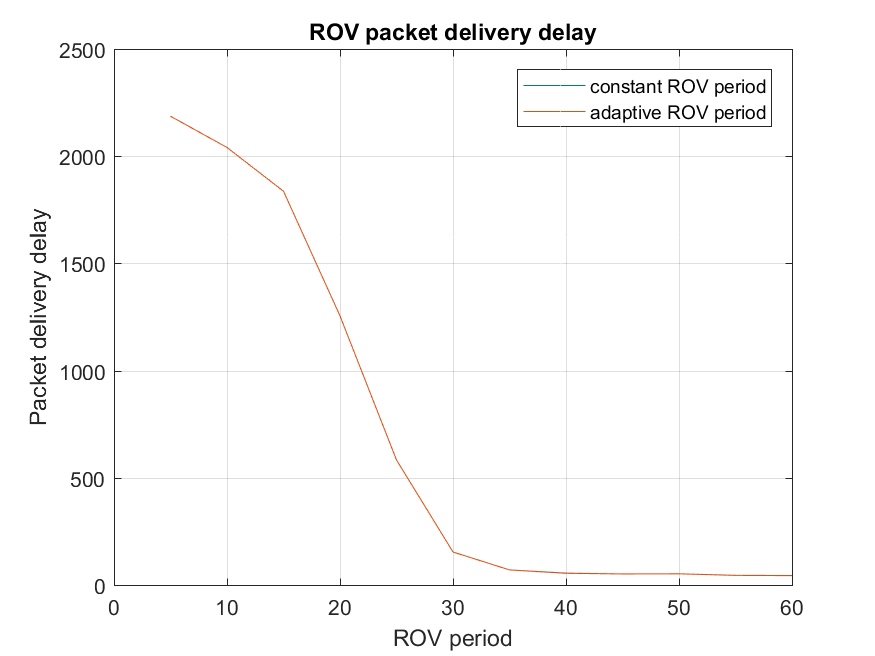 ROV packet delivery delay
constant ROV period
adaptive ROV period
Packet delivery delay
2500
2000
1500
1000
500
0
0 10 20 30 40 50 60
ROV period